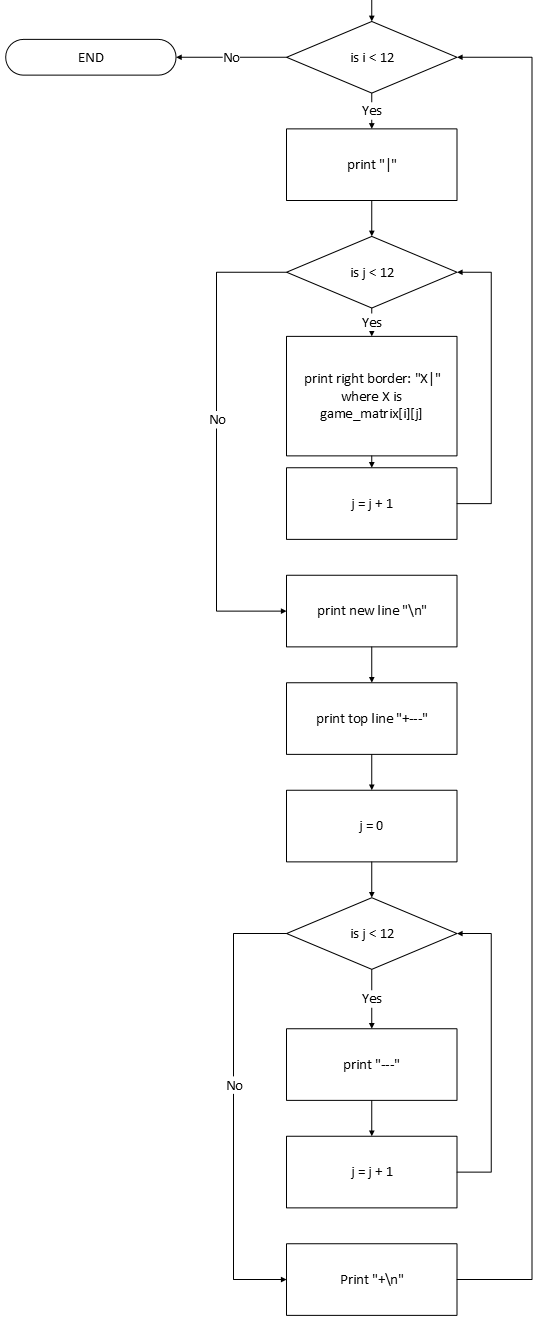 END
No
is i < 12
Yes
print "|"
is j < 12
Yes
print right border: "X|"
where X is
game_matrix[i][j]
No
j = j + 1
print new line "\n"
print top line "+---"
j = 0
is j < 12
Yes
print "---"
No
j = j + 1
Print "+\n"